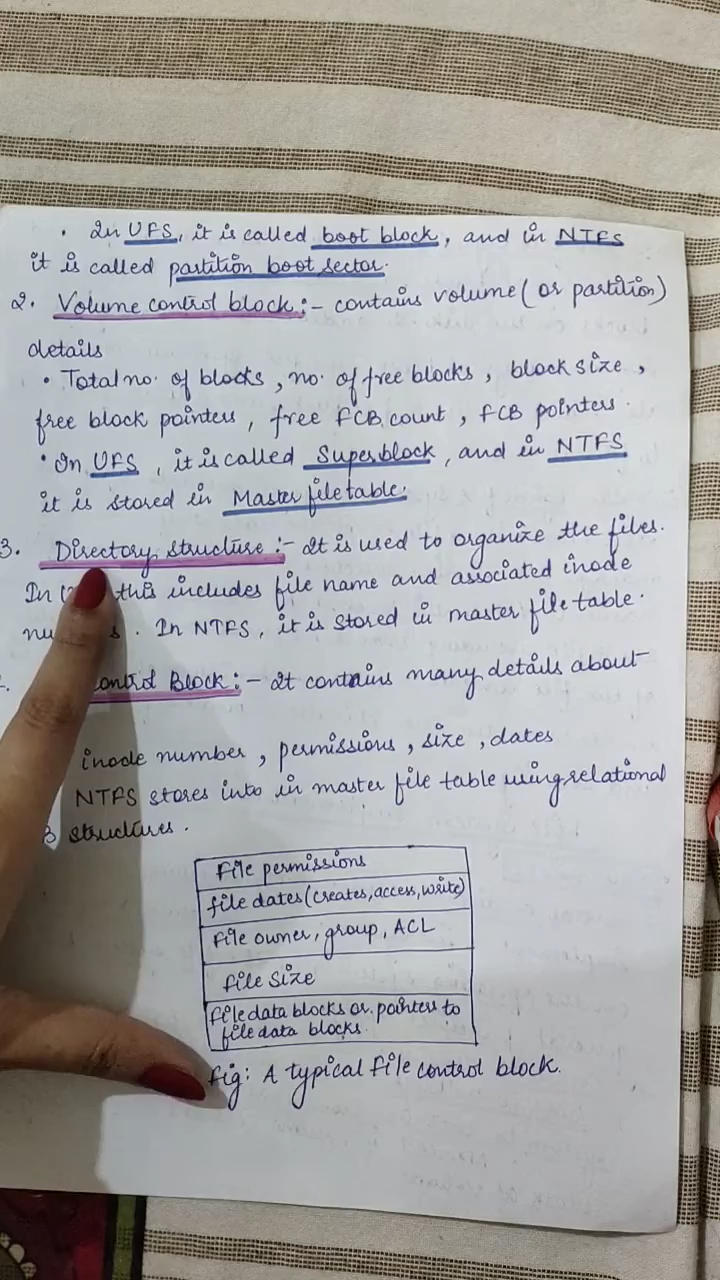 • In UFS, it is called boot block, and in NTFS
it is called partition boot sector.
2. Volume control block :- contains volume (or partition)
details
• Total no. of blocks, no. of free blocks, block size,
free block pointers, free FCB count, FCB pointers.
• In UFS, it is called Superblock, and in NTFS
it is stored in Master file table.
3. Directory structure :- It is used to organize the files.
In this includes file name and associated inode
In NTFS, it is stored in master file table.
control Block :- It contains many details about
inode number, permissions, size, dates
NTFS stores into in master file table using relational
structures.
File permissions
file dates (creates, access, write)
File owner, group, ACL
File Size
File data blocks or pointers to
file data blocks.
fig: A typical file control block.